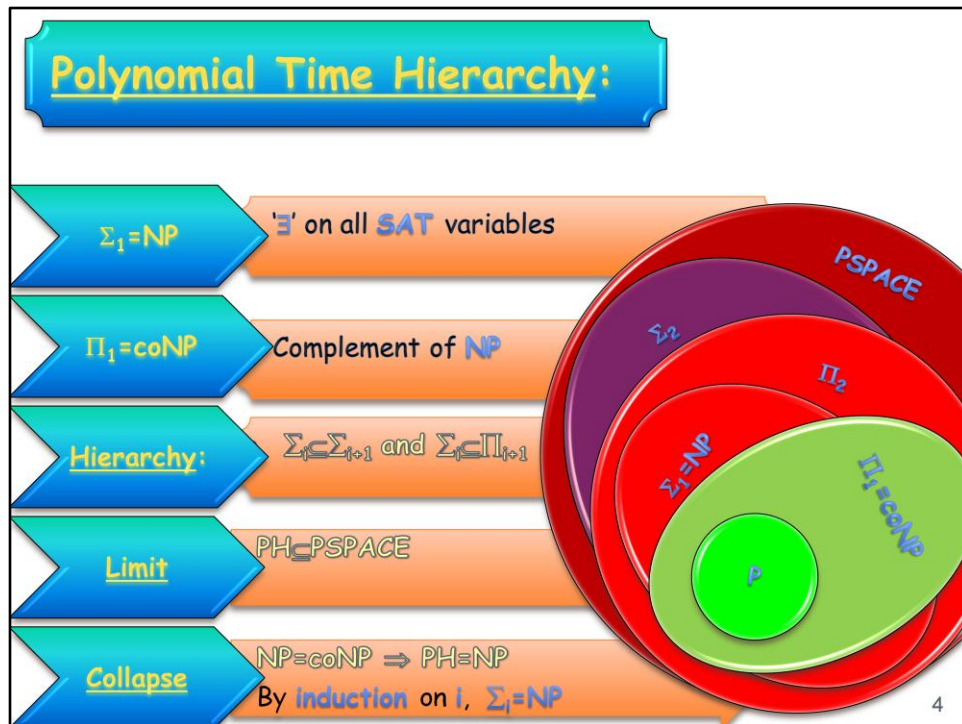 Polynomial Time Hierarchy:
Σ₁=NP
'∃' on all SAT variables
Π₁=coNP
Complement of NP
Hierarchy:
Σᵢ⊆Σᵢ₊₁ and Σᵢ⊆Πᵢ₊₁
Limit
PH⊆PSPACE
Collapse
NP=coNP ⇒ PH=NP
By induction on i, Σᵢ=NP
PSPACE
Σ₂
Π₂
Σ₁=NP
Π₁=coNP
P
4